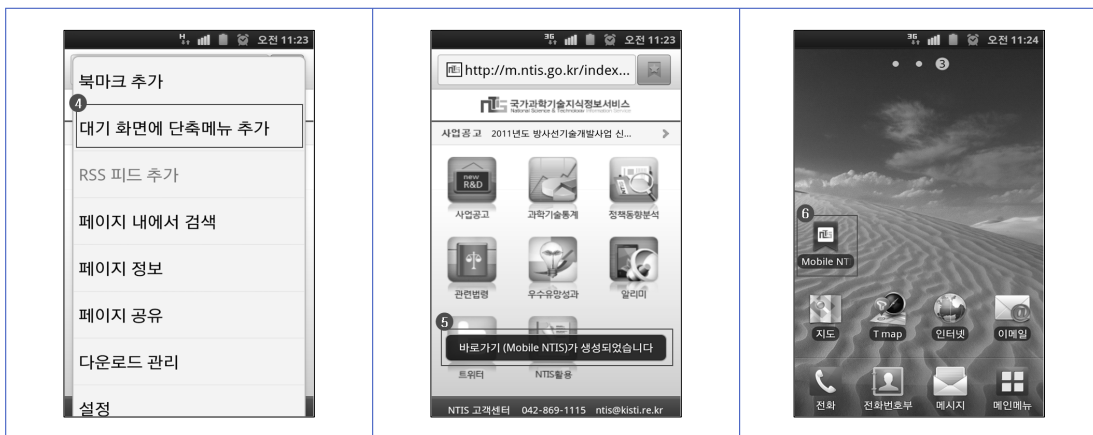 H 오전 11:23
북마크 추가
4
대기 화면에 단축메뉴 추가
RSS 피드 추가
페이지 내에서 검색
페이지 정보
페이지 공유
다운로드 관리
설정
3G 오전 11:23
http://m.ntis.go.kr/index...
NTIS 국가과학기술지식정보서비스
National Science & Technology Information Service
사업공고 2011년도 방사선기술개발사업 신...
new
R&D
사업공고 과학기술통계 정책동향분석
관련법령 우수유망성과 알리미
5
바로가기 (Mobile NTIS)가 생성되었습니다
트위터 NTIS활용
NTIS 고객센터 042-869-1115 ntis@kisti.re.kr
3G 오전 11:24
3
6
NTIS
Mobile NT
지도 T map 인터넷 이메일
전화 전화번호부 메시지 메인메뉴